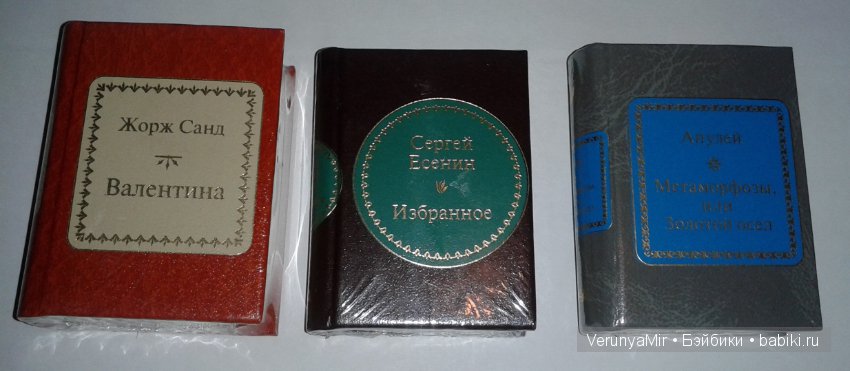 Жорж Санд
Валентина
Сергей
Есенин
Избранное
Апулей
Метаморфозы,
или
Золотой осел
VerunyaMir • Бэйбики • babiki.ru